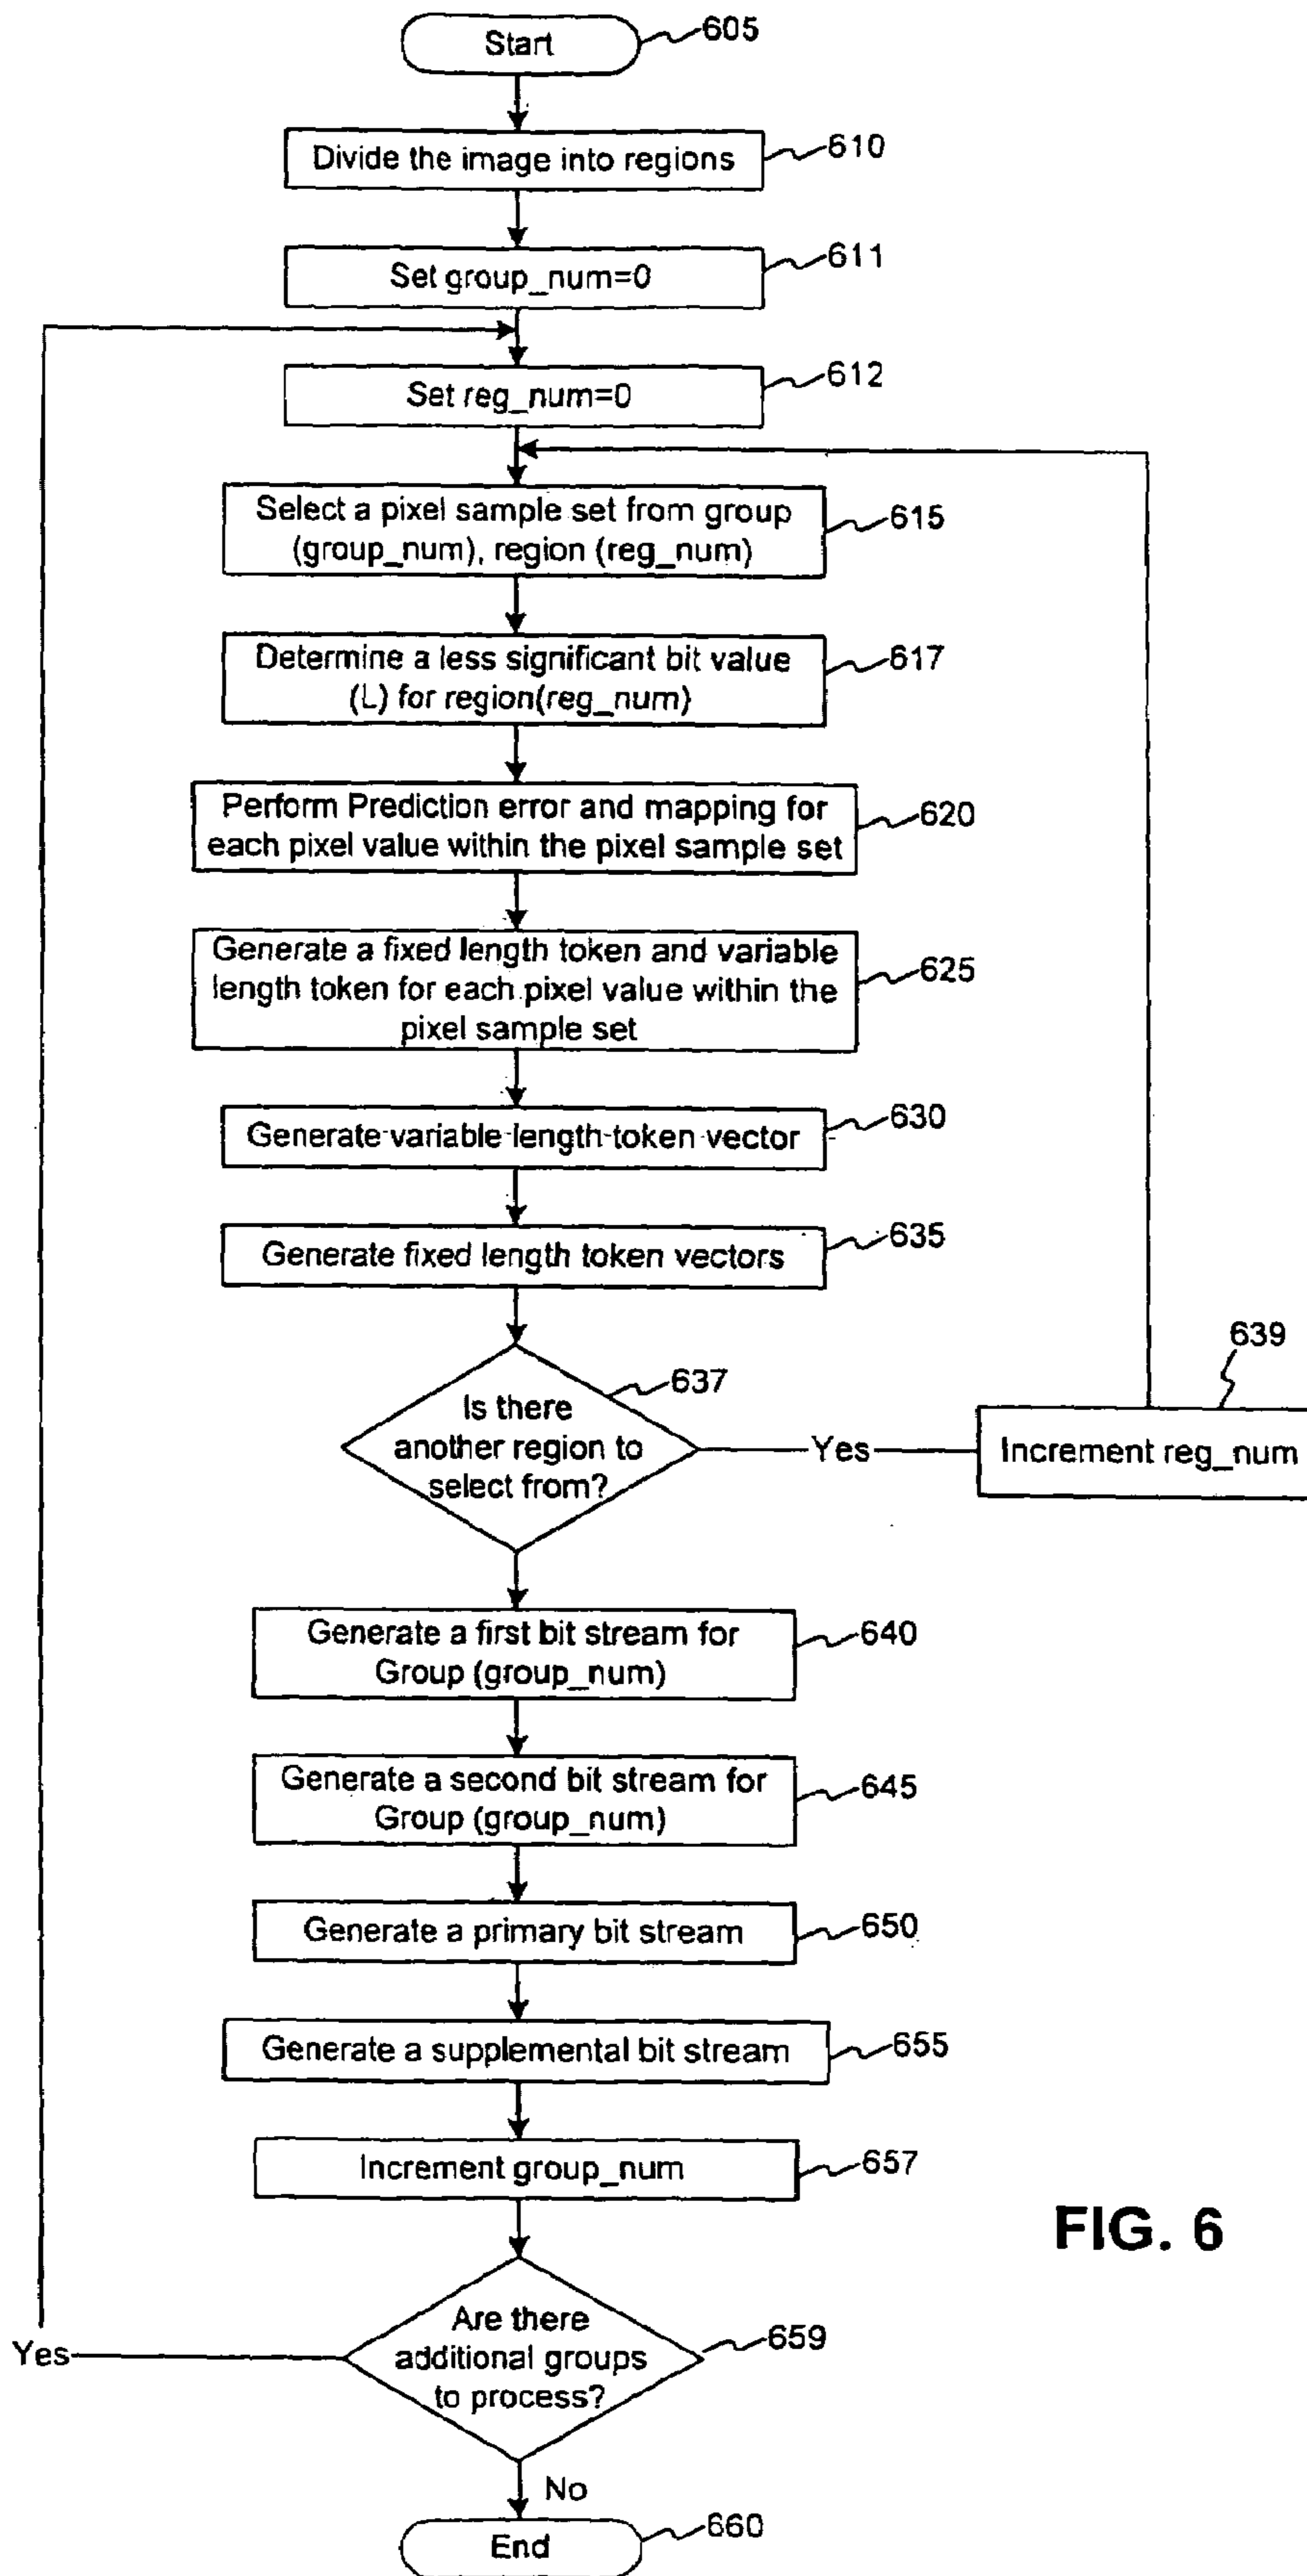 Start
605
Divide the image into regions
610
Set group_num=0
611
Set reg_num=0
612
Select a pixel sample set from group
(group_num), region (reg_num)
615
Determine a less significant bit value
(L) for region(reg_num)
617
Perform Prediction error and mapping for
each pixel value within the pixel sample set
620
Generate a fixed length token and variable
length token for each pixel value within the
pixel sample set
625
Generate variable length token vector
630
Generate fixed length token vectors
635
Is there
another region to
select from?
637
Yes
639
Increment reg_num
Generate a first bit stream for
Group (group_num)
640
Generate a second bit stream for
Group (group_num)
645
Generate a primary bit stream
650
Generate a supplemental bit stream
655
Increment group_num
657
FIG. 6
Are there
additional groups
to process?
659
Yes
No
End
660